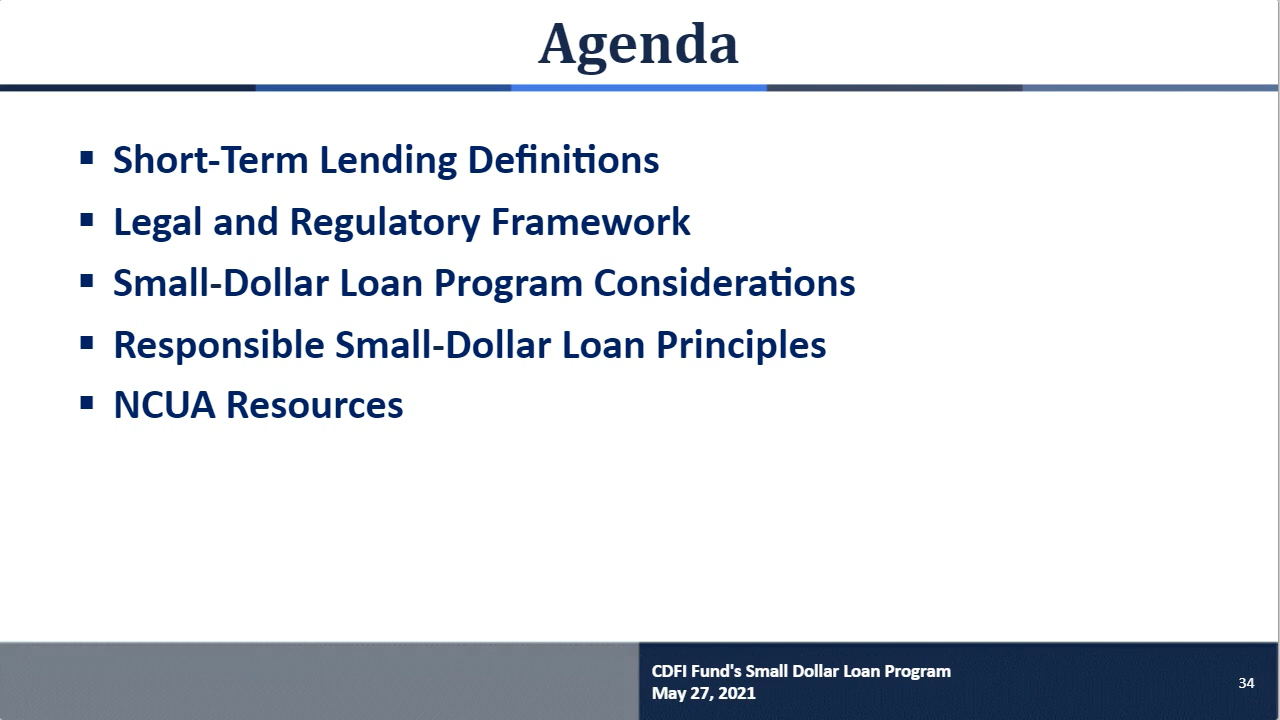 Agenda
▪ Short-Term Lending Definitions
▪ Legal and Regulatory Framework
▪ Small-Dollar Loan Program Considerations
▪ Responsible Small-Dollar Loan Principles
▪ NCUA Resources
CDFI Fund's Small Dollar Loan Program
May 27, 2021
34